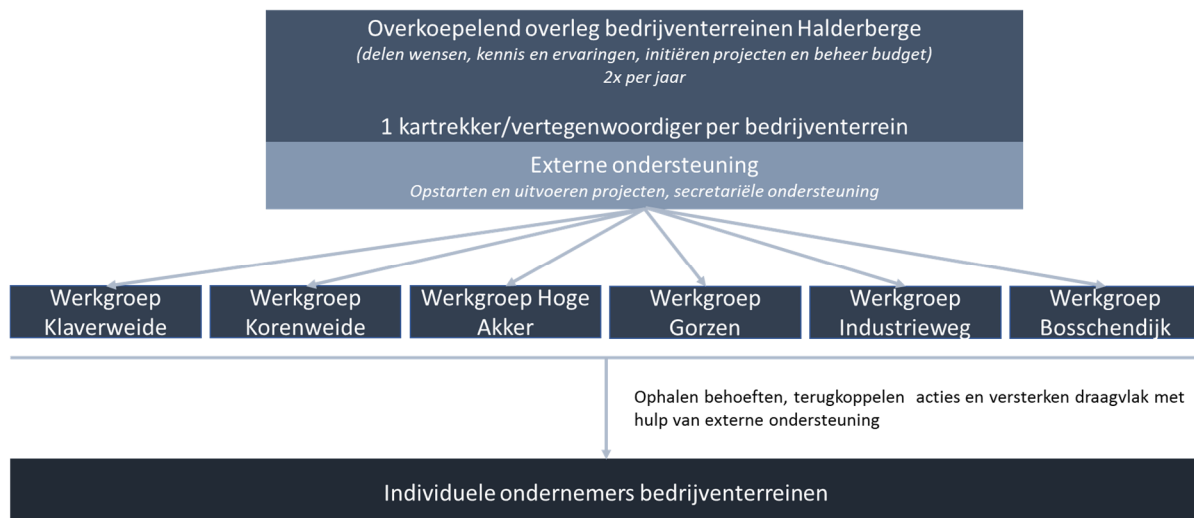 Overkoepelend overleg bedrijventerreinen Halderberge
(delen wensen, kennis en ervaringen, initiëren projecten en beheer budget)
2x per jaar
1 kartrekker/vertegenwoordiger per bedrijventerrein
Externe ondersteuning
Opstarten en uitvoeren projecten, secretariële ondersteuning
Werkgroep
Klaverweide
Werkgroep
Korenweide
Werkgroep Hoge
Akker
Werkgroep
Gorzen
Werkgroep
Industrieweg
Werkgroep
Bosschendijk
Ophalen behoeften, terugkoppelen acties en versterken draagvlak met
hulp van externe ondersteuning
Individuele ondernemers bedrijventerreinen